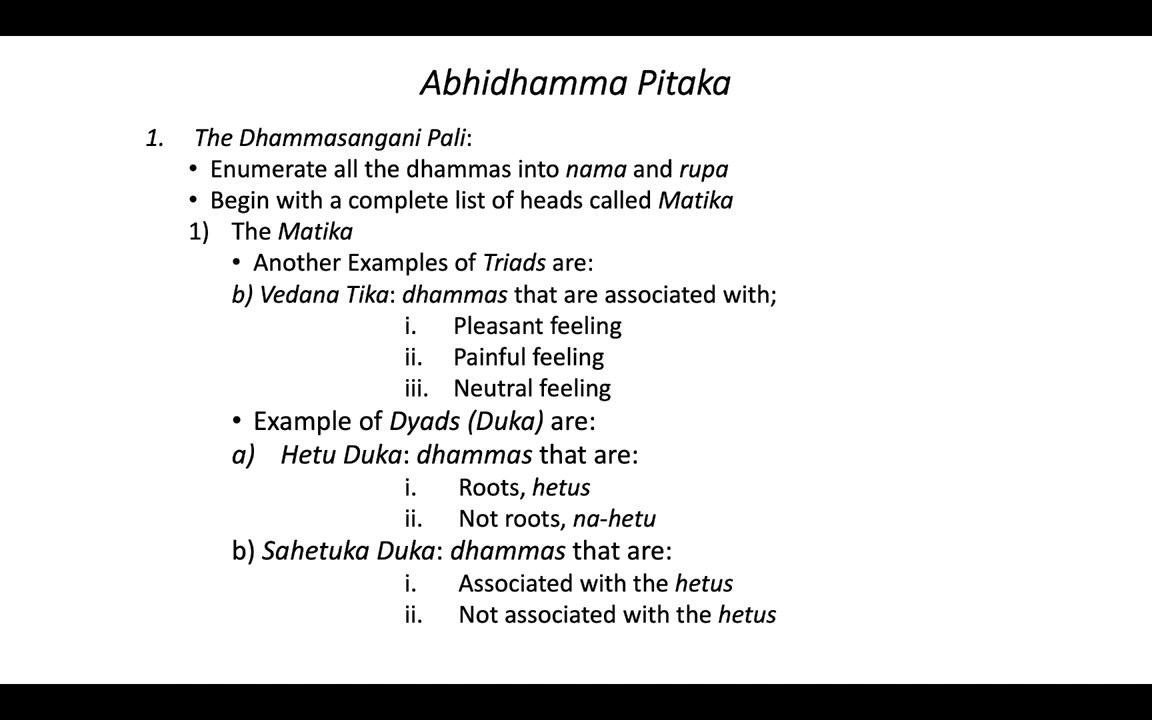 Abhidhamma Pitaka
1. The Dhammasangani Pali:
• Enumerate all the dhammas into nama and rupa
• Begin with a complete list of heads called Matika
1) The Matika
• Another Examples of Triads are:
b) Vedana Tika: dhammas that are associated with;
i. Pleasant feeling
ii. Painful feeling
iii. Neutral feeling
• Example of Dyads (Duka) are:
a) Hetu Duka: dhammas that are:
i. Roots, hetus
ii. Not roots, na-hetu
b) Sahetuka Duka: dhammas that are:
i. Associated with the hetus
ii. Not associated with the hetus